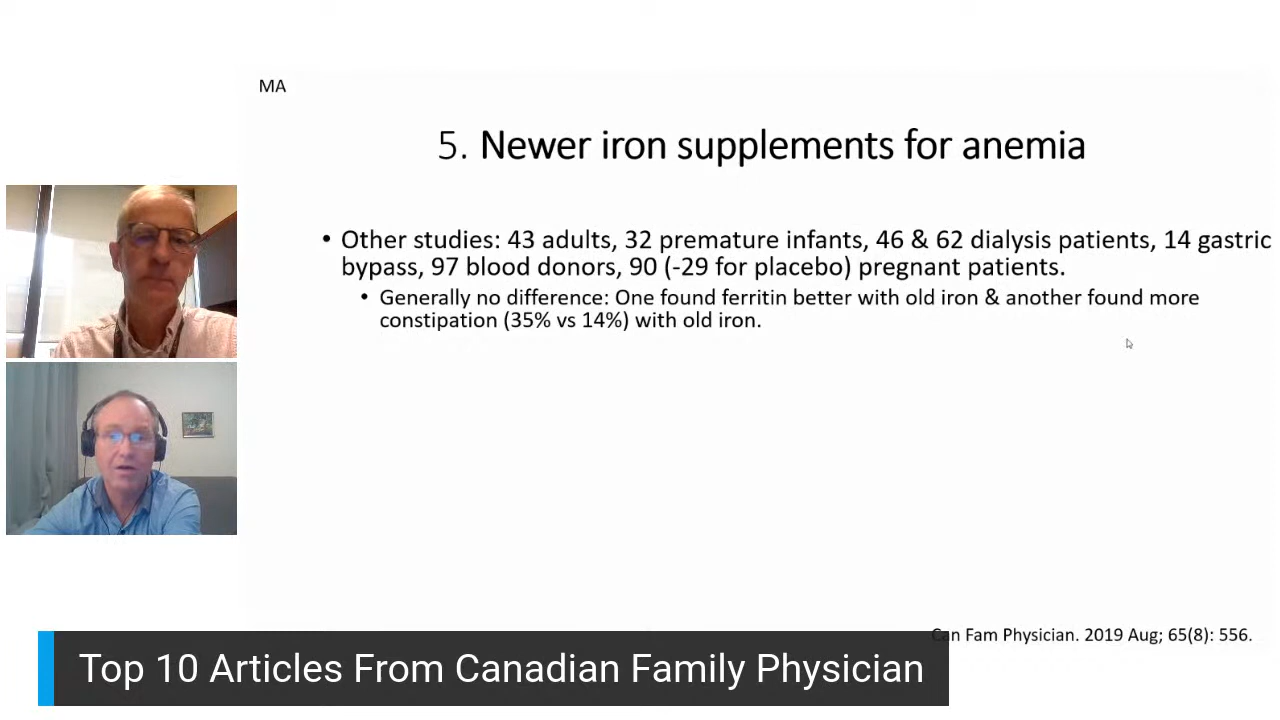 MA
5. Newer iron supplements for anemia
• Other studies: 43 adults, 32 premature infants, 46 & 62 dialysis patients, 14 gastric
bypass, 97 blood donors, 90 (-29 for placebo) pregnant patients.
• Generally no difference: One found ferritin better with old iron & another found more
constipation (35% vs 14%) with old iron.
Can Fam Physician. 2019 Aug; 65(8): 556.
Top 10 Articles From Canadian Family Physician